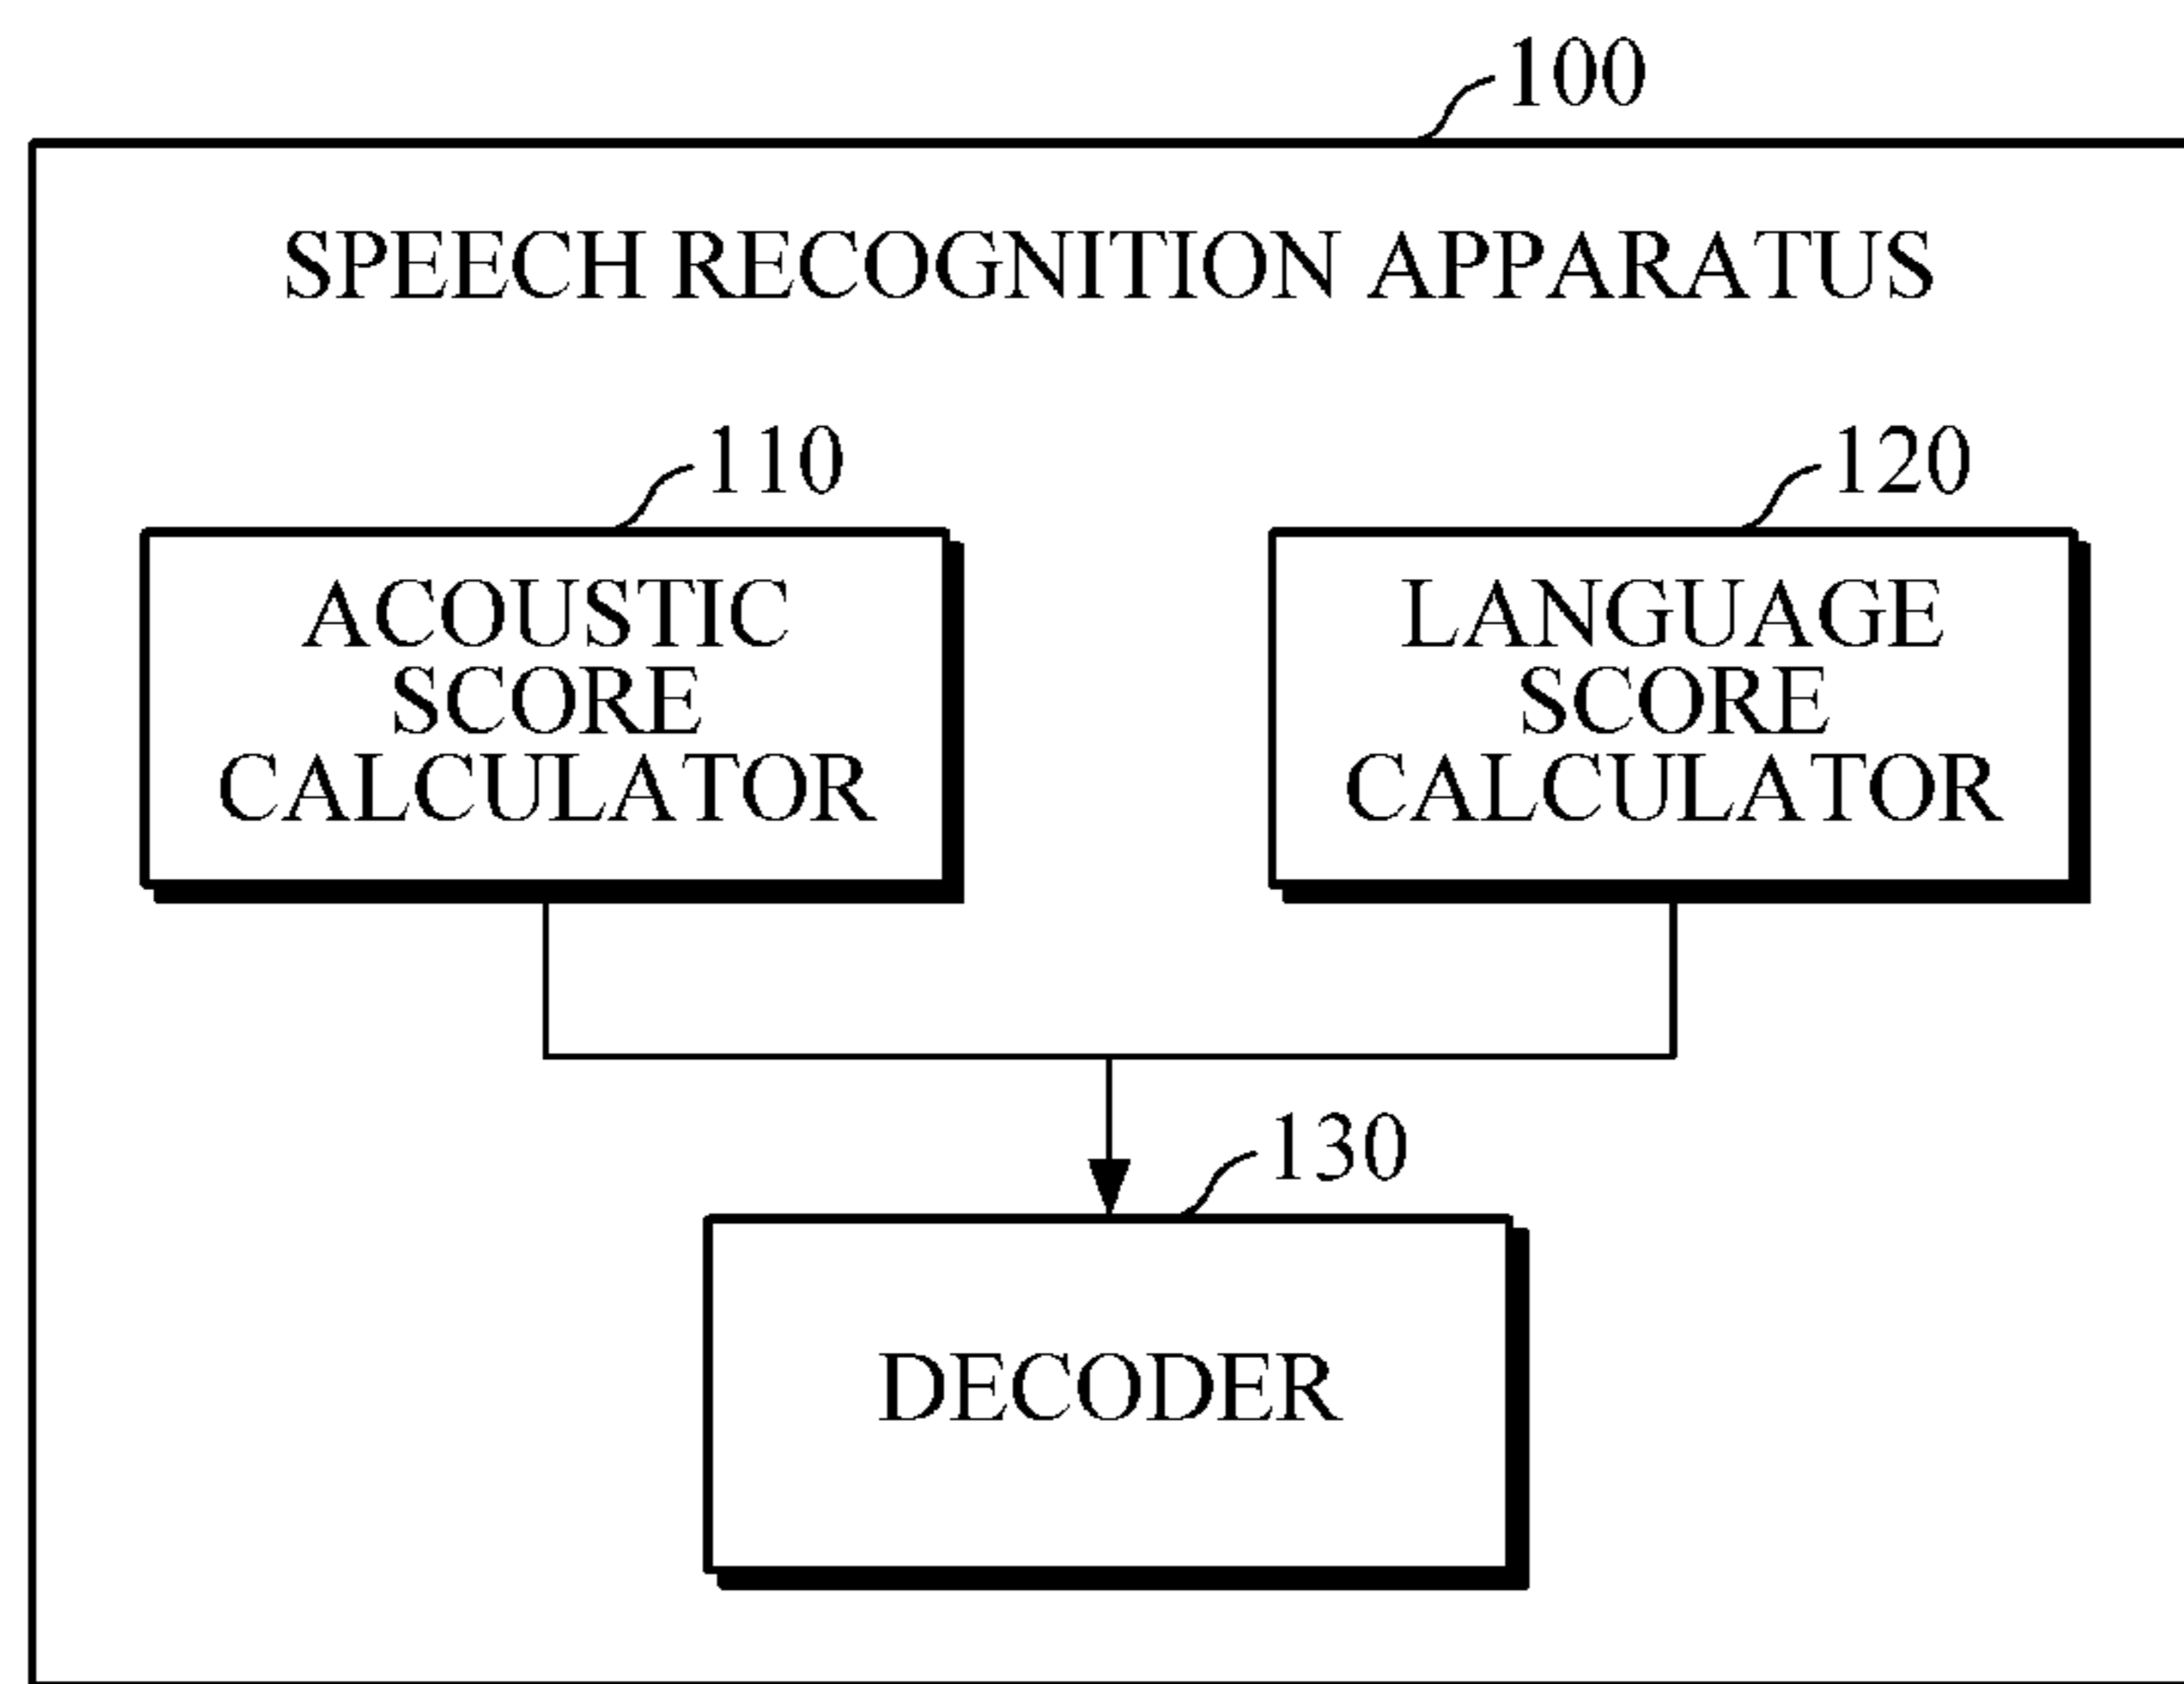 100
SPEECH RECOGNITION APPARATUS
110
120
ACOUSTIC
SCORE
CALCULATOR
LANGUAGE
SCORE
CALCULATOR
130
DECODER